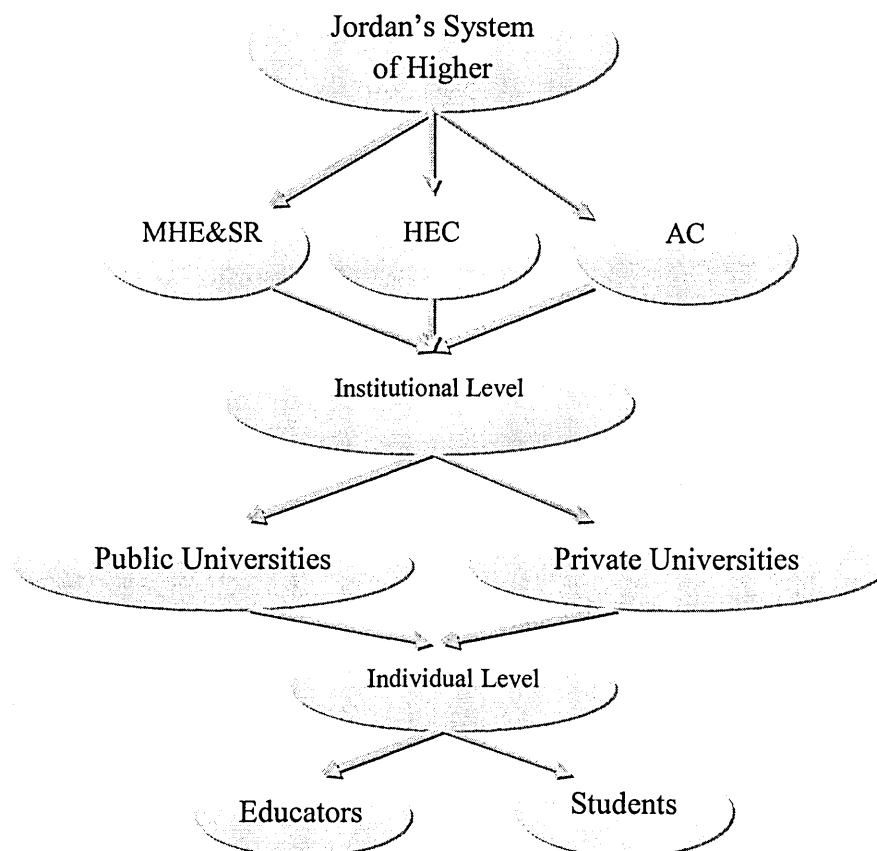 Jordan's System
of Higher
MHE&SR
HEC
AC
Institutional Level
Public Universities
Private Universities
Individual Level
Educators
Students